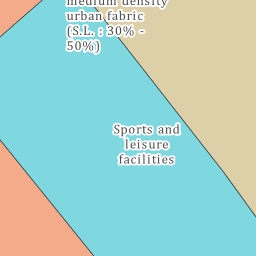 medium density
urban fabric
(S.L. : 30% -
50%)
Sports and
leisure
facilities